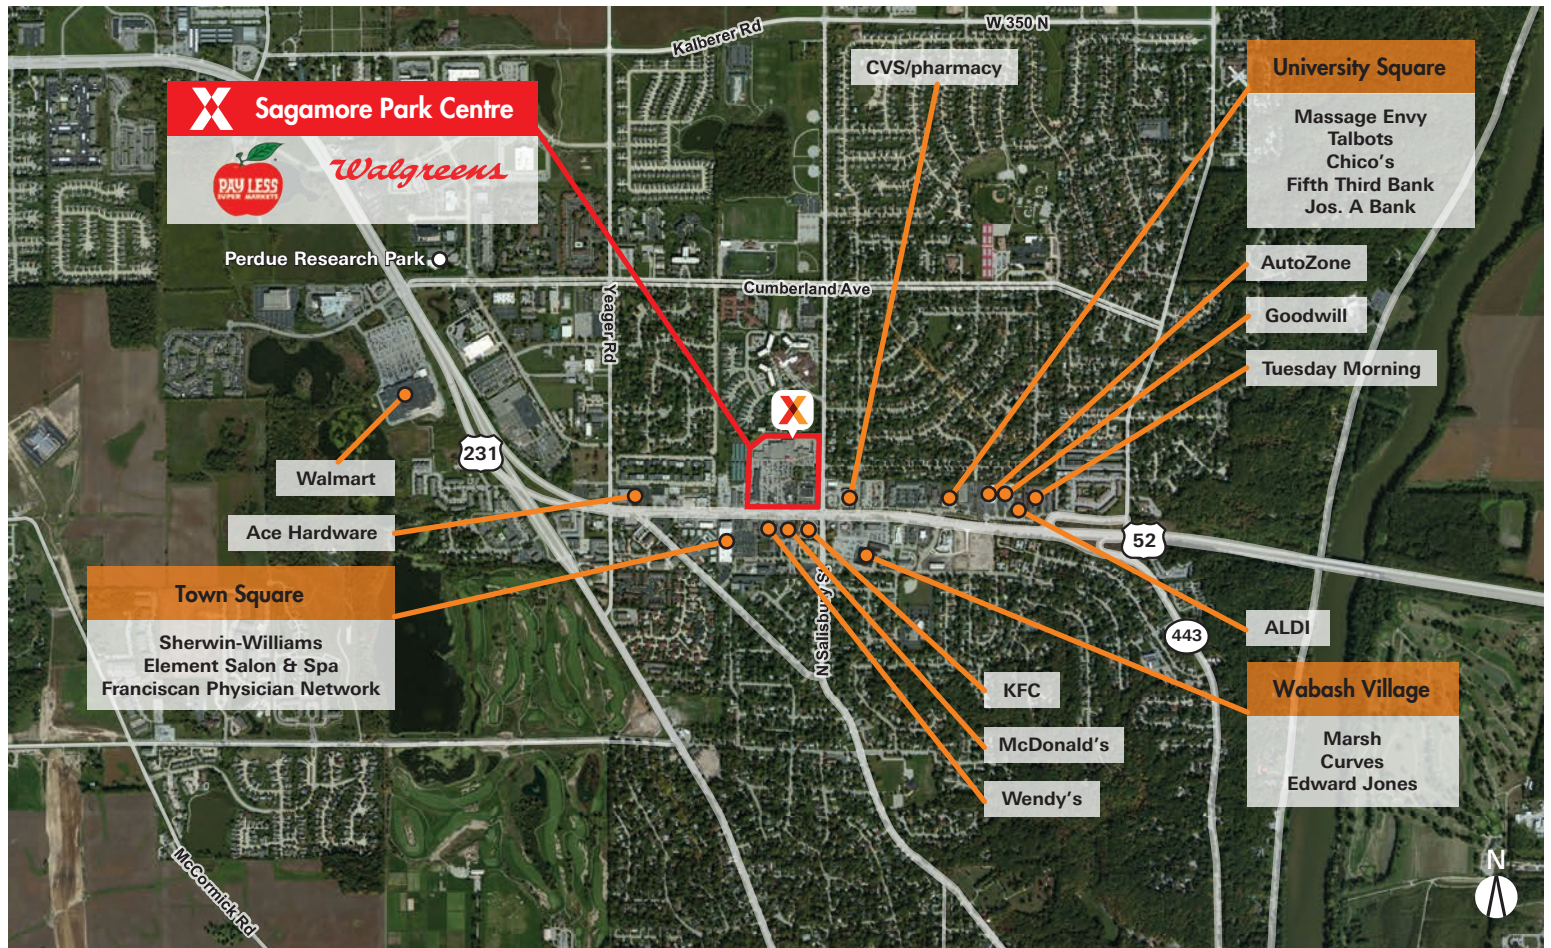 W 350 N
Kalberer Rd
CVS/pharmacy
University Square
Massage Envy
Talbots
Chico's
Fifth Third Bank
Jos. A Bank
Sagamore Park Centre
PAY LESS
SUPER MARKETS
Walgreens
Perdue Research Park
AutoZone
Cumberland Ave
Goodwill
Yeager Rd
Tuesday Morning
231
Walmart
Ace Hardware
52
Town Square
Sherwin-Williams
Element Salon & Spa
Franciscan Physician Network
N Salisbury St
ALDI
443
KFC
Wabash Village
Marsh
Curves
Edward Jones
McDonald's
Wendy's
McCormick Rd
N